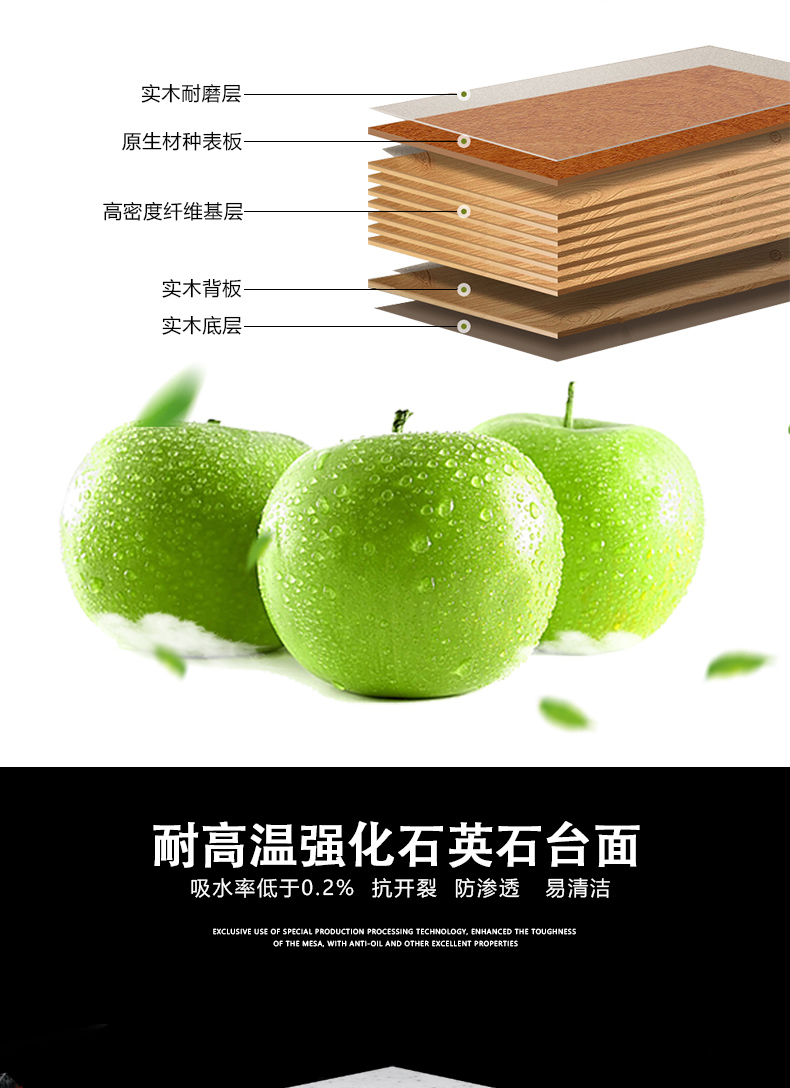 实木耐磨层
原生材种表板
高密度纤维基层
实木背板
实木底层
耐高温强化石英石台面
吸水率低于0.2% 抗开裂 防渗透 易清洁
EXCLUSIVE USE OF SPECIAL PRODUCTION PROCESSING TECHNOLOGY, ENHANCED THE TOUGHNESS
OF THE MESA, WITH ANTI-OIL AND OTHER EXCELLENT PROPERTIES